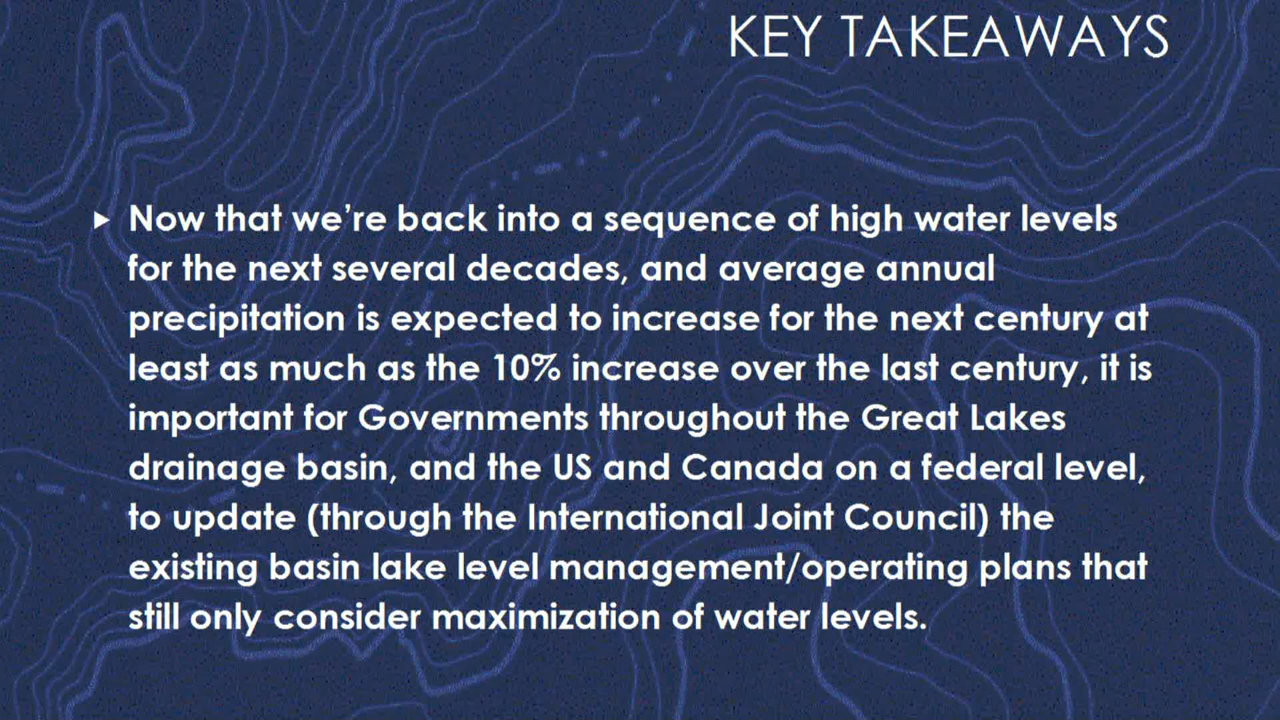 KEY TAKEAWAYS
Now that we’re back into a sequence of high water levels
for the next several decades, and average annual
precipitation is expected to increase for the next century at
least as much as the 10% increase over the last century, it is
important for Governments throughout the Great Lakes
drainage basin, and the US and Canada on a federal level,
to update (through the International Joint Council) the
existing basin lake level management/operating plans that
still only consider maximization of water levels.